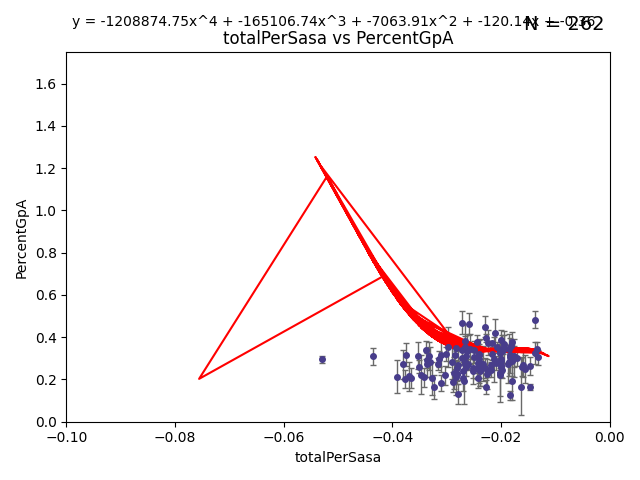 y = -1208874.75x^4 + -165106.74x^3 + -7063.91x^2 + -120.14x + -0.36
N = 262
totalPerSasa vs PercentGpA
PercentGpA
1.6
1.4
1.2
1.0
0.8
0.6
0.4
0.2
0.0
−0.10 −0.08 −0.06 −0.04 −0.02 0.00
totalPerSasa